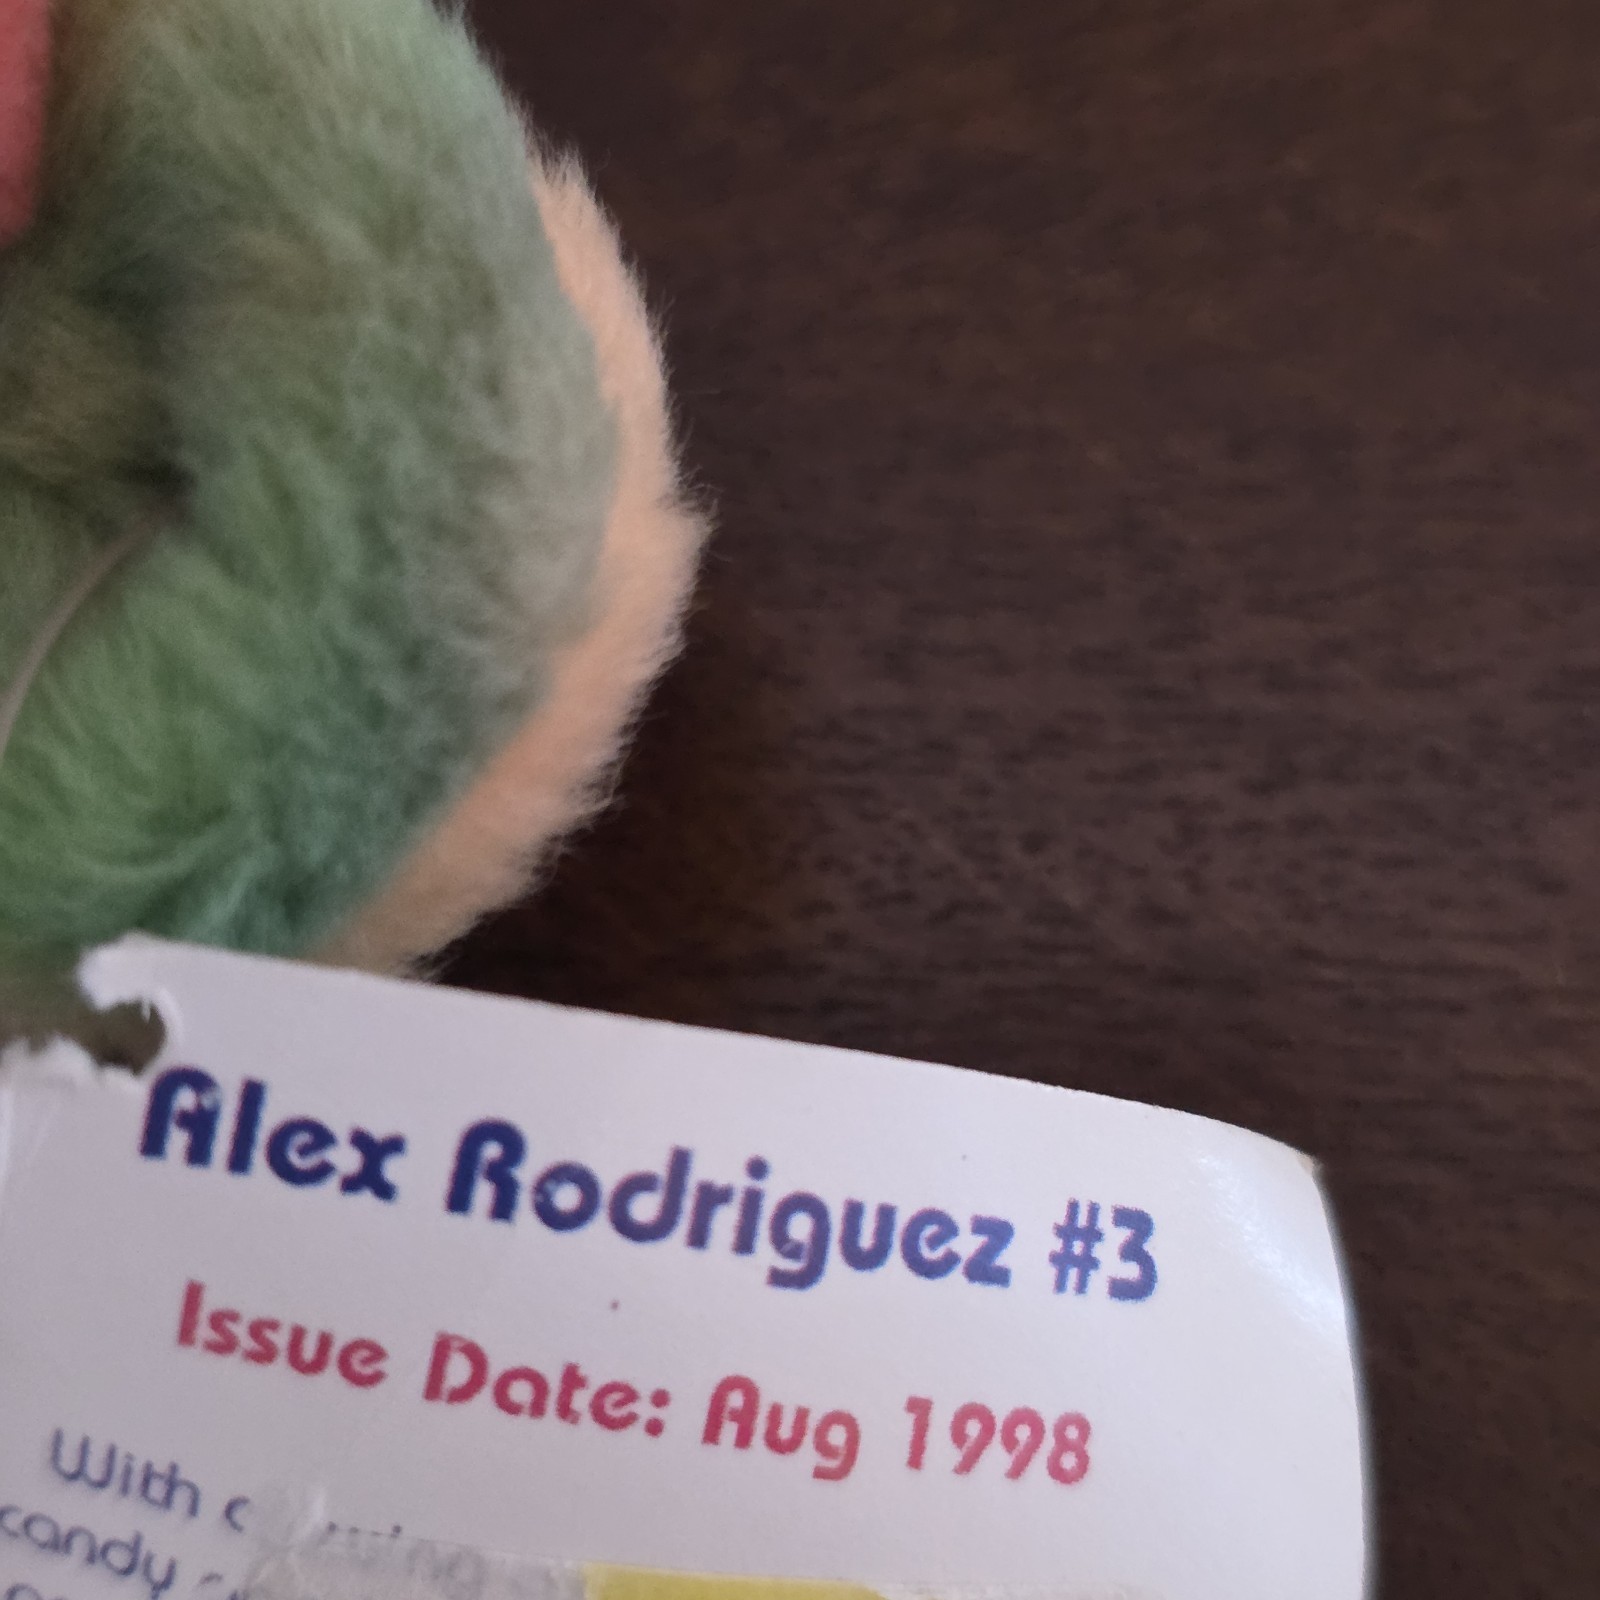 Alex Rodriguez #3
Issue Date: Aug 1998
With
candy